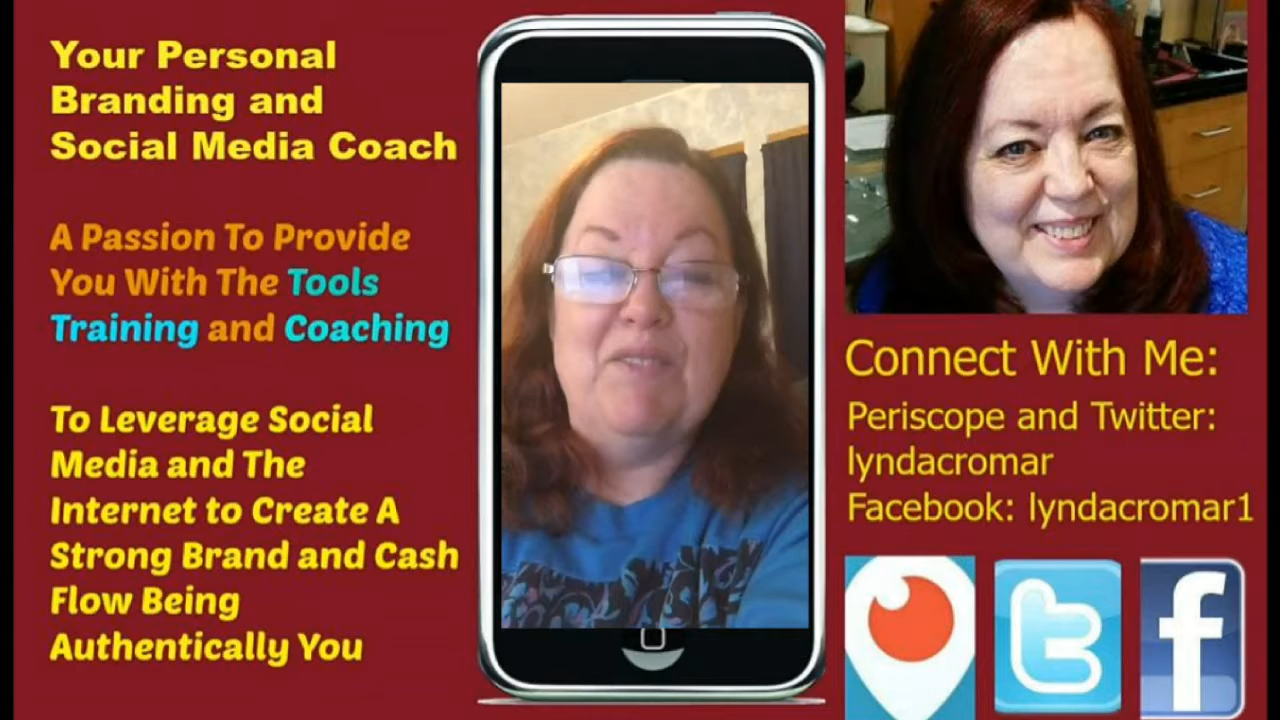 Your Personal
Branding and
Social Media Coach
A Passion To Provide
You With The Tools
Training and Coaching
To Leverage Social
Media and The
Internet to Create A
Strong Brand and Cash
Flow Being
Authentically You
Connect With Me:
Periscope and Twitter:
lyndacromar
Facebook: lyndacromar1